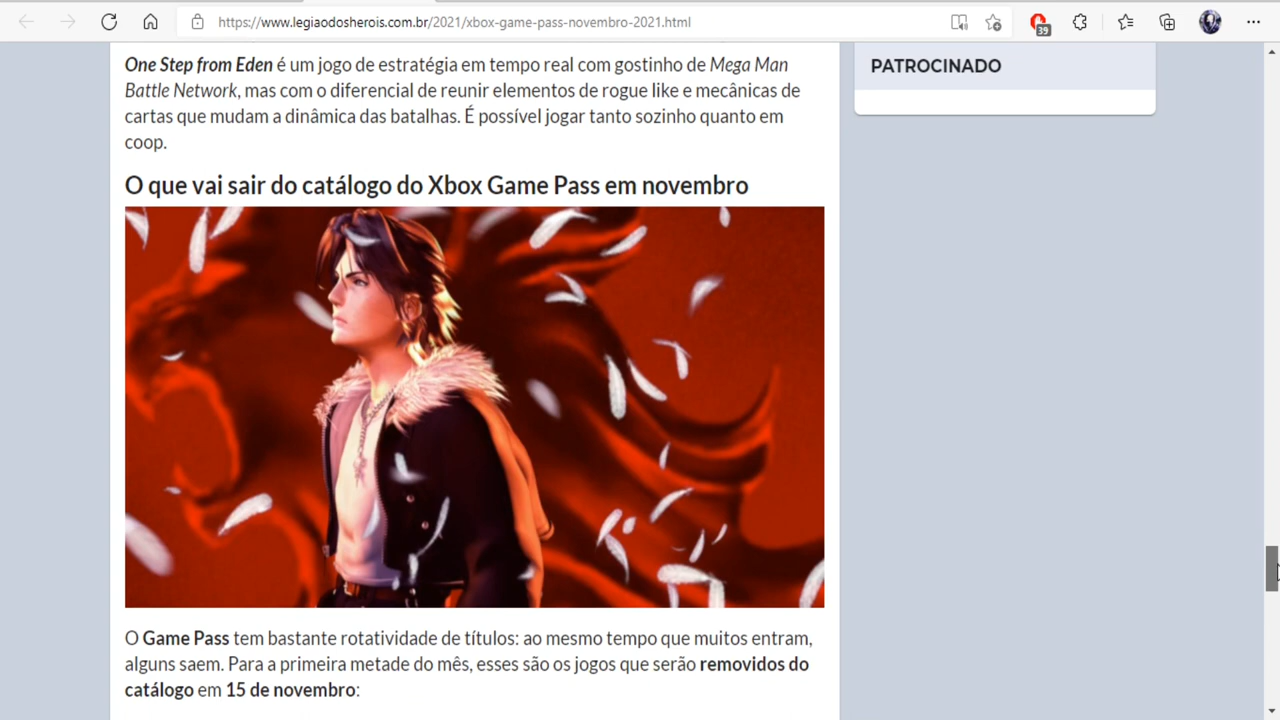 https://www.legiaodosherois.com.br/2021/xbox-game-pass-novembro-2021.html
39
One Step from Eden é um jogo de estratégia em tempo real com gostinho de Mega Man
Battle Network, mas com o diferencial de reunir elementos de rogue like e mecânicas de
cartas que mudam a dinâmica das batalhas. É possível jogar tanto sozinho quanto em
coop.
PATROCINADO
O que vai sair do catálogo do Xbox Game Pass em novembro
O Game Pass tem bastante rotatividade de títulos: ao mesmo tempo que muitos entram,
alguns saem. Para a primeira metade do mês, esses são os jogos que serão removidos do
catálogo em 15 de novembro: